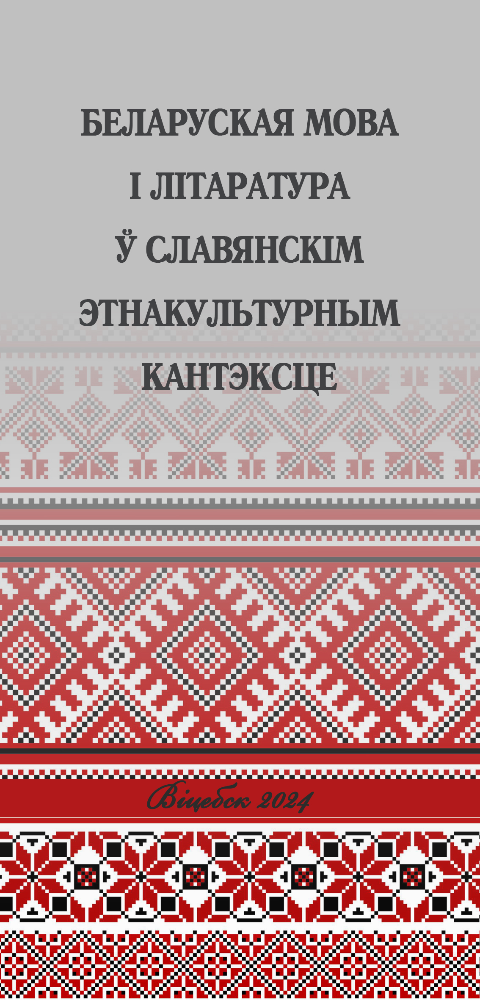 БЕЛАРУСКАЯ МОВА
І ЛІТАРАТУРА
Ў СЛАВЯНСКІМ
ЭТНАКУЛЬТУРНЫМ
КАНТЭКСЦЕ
Віцебск 2024